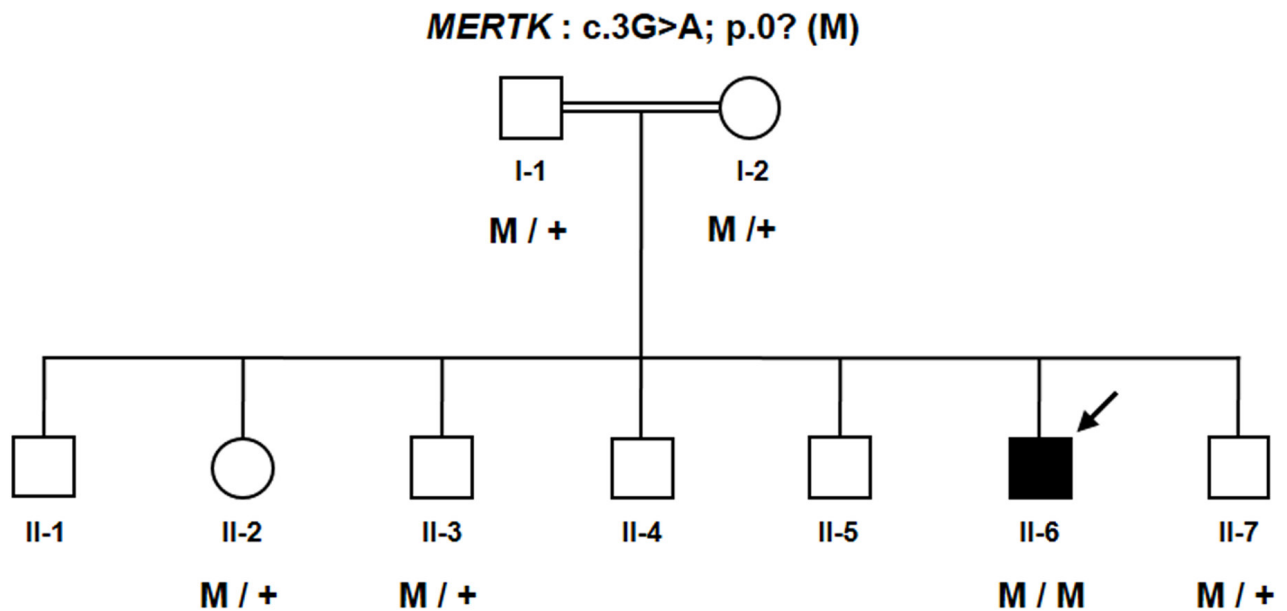 MERTK : c.3G>A; p.0? (M)
I-1 I-2
M / + M /+
II-1 II-2 II-3 II-4 II-5 II-6 II-7
M / + M / + M / M M / +